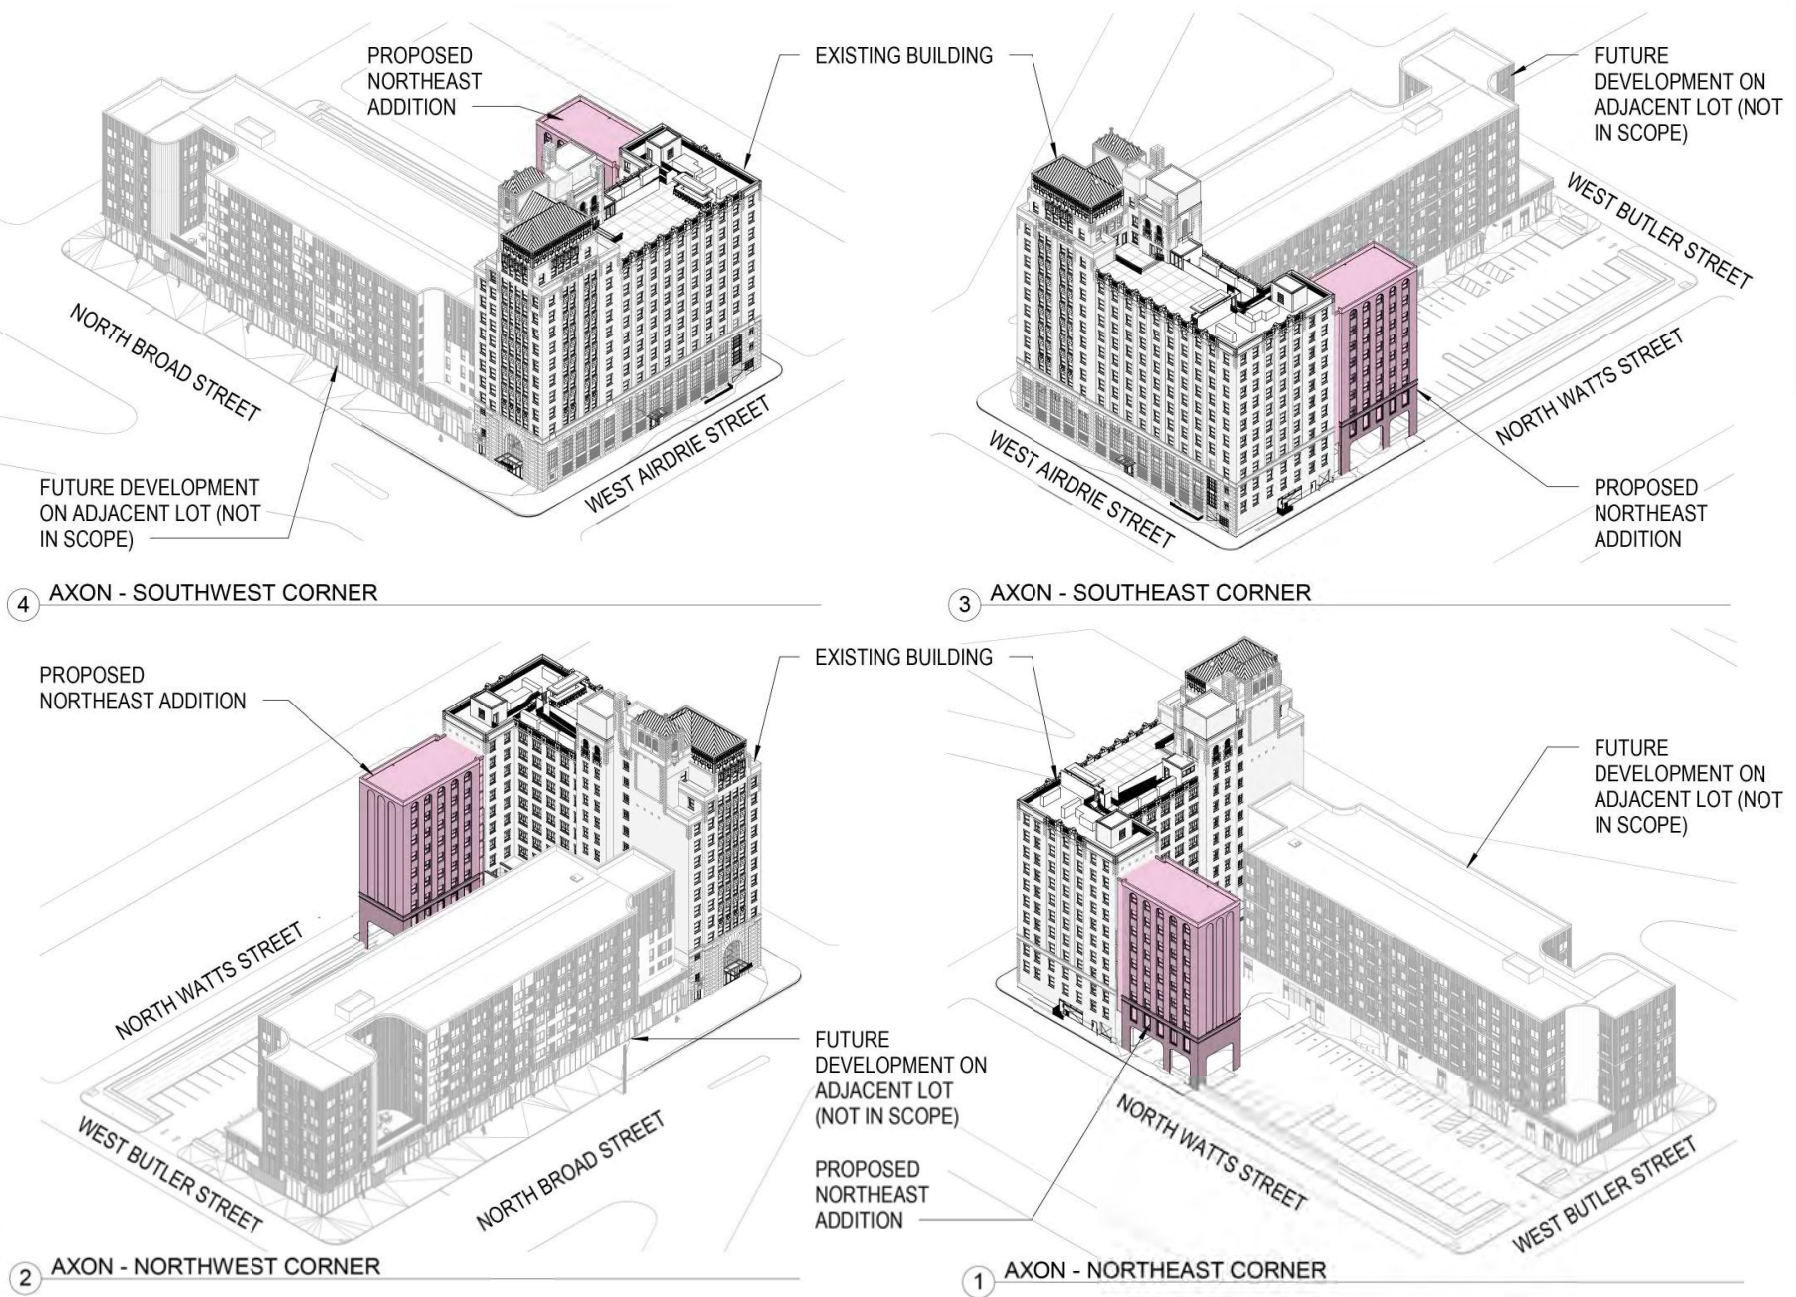 PROPOSED
NORTHEAST
ADDITION
EXISTING BUILDING
FUTURE
DEVELOPMENT ON
ADJACENT LOT (NOT
IN SCOPE)
WEST BUTLER STREET
NORTH BROAD STREET
NORTH WATTS STREET
WEST AIRDRIE STREET
WEST AIRDRIE STREET
FUTURE DEVELOPMENT
ON ADJACENT LOT (NOT
IN SCOPE)
PROPOSED
NORTHEAST
ADDITION
4 AXON - SOUTHWEST CORNER
3 AXON - SOUTHEAST CORNER
PROPOSED
NORTHEAST ADDITION
EXISTING BUILDING
FUTURE
DEVELOPMENT ON
ADJACENT LOT (NOT
IN SCOPE)
NORTH WATTS STREET
FUTURE
DEVELOPMENT ON
ADJACENT LOT
(NOT IN SCOPE)
WEST BUTLER STREET
NORTH BROAD STREET
NORTH WATTS STREET
WEST BUTLER STREET
PROPOSED
NORTHEAST
ADDITION
2 AXON - NORTHWEST CORNER
1 AXON - NORTHEAST CORNER